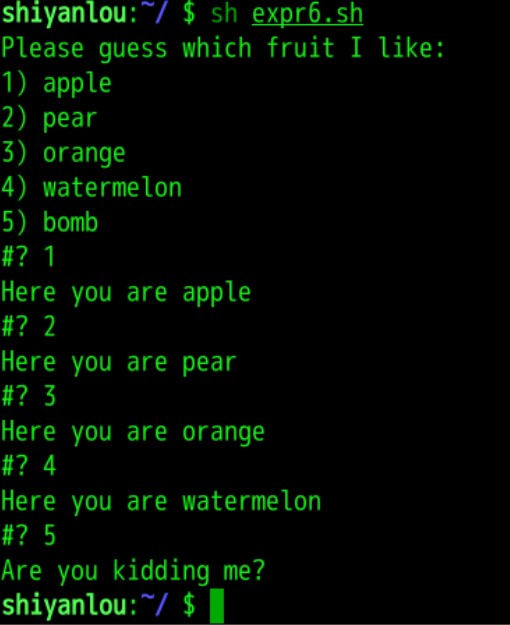 shiyanlou:~/ $ sh expr6.sh
Please guess which fruit I like:
1) apple
2) pear
3) orange
4) watermelon
5) bomb
#? 1
Here you are apple
#? 2
Here you are pear
#? 3
Here you are orange
#? 4
Here you are watermelon
#? 5
Are you kidding me?
shiyanlou:~/ $